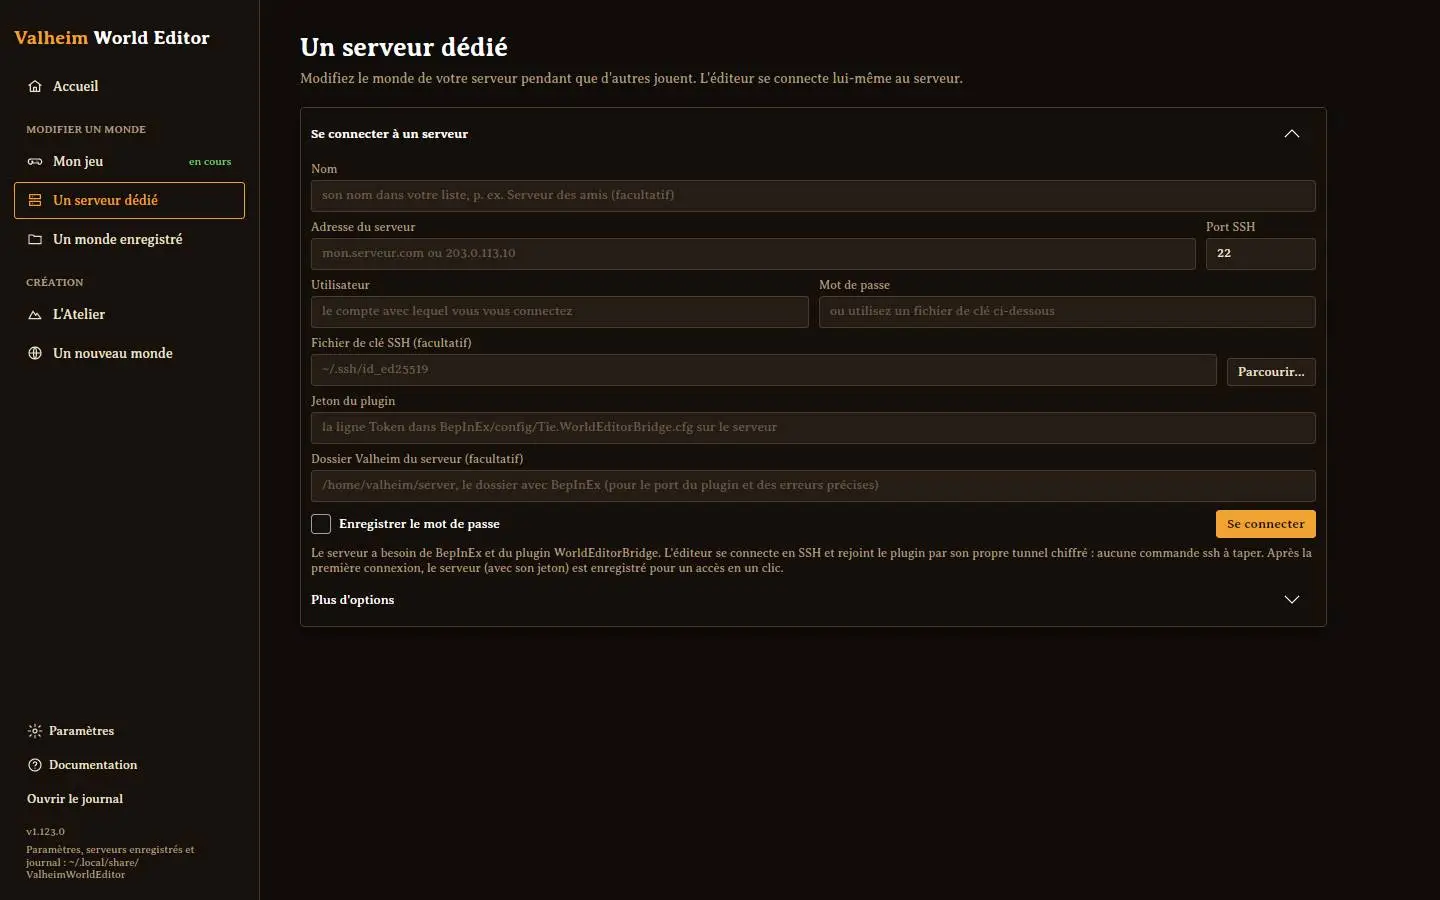 Valheim World Editor
Accueil
MODIFIER UN MONDE
Mon jeu
en cours
Un serveur dédié
Un monde enregistré
CRÉATION
L'Atelier
Un nouveau monde
Paramètres
Documentation
Ouvrir le journal
v1.123.0
Paramètres, serveurs enregistrés et
journal : ~/.local/share/
ValheimWorldEditor
Un serveur dédié
Modifiez le monde de votre serveur pendant que d'autres jouent. L'éditeur se connecte lui-même au serveur.
Se connecter à un serveur
Nom
son nom dans votre liste, p. ex. Serveur des amis (facultatif)
Adresse du serveur
Port SSH
mon.serveur.com ou 203.0.113.10
22
Utilisateur
Mot de passe
le compte avec lequel vous vous connectez
ou utilisez un fichier de clé ci-dessous
Fichier de clé SSH (facultatif)
~/.ssh/id_ed25519
Parcourir...
Jeton du plugin
la ligne Token dans BepInEx/config/Tie.WorldEditorBridge.cfg sur le serveur
Dossier Valheim du serveur (facultatif)
/home/valheim/server, le dossier avec BepInEx (pour le port du plugin et des erreurs précises)
Enregistrer le mot de passe
Se connecter
Le serveur a besoin de BepInEx et du plugin WorldEditorBridge. L'éditeur se connecte en SSH et rejoint le plugin par son propre tunnel chiffré : aucune commande ssh à taper. Après la
première connexion, le serveur (avec son jeton) est enregistré pour un accès en un clic.
Plus d'options